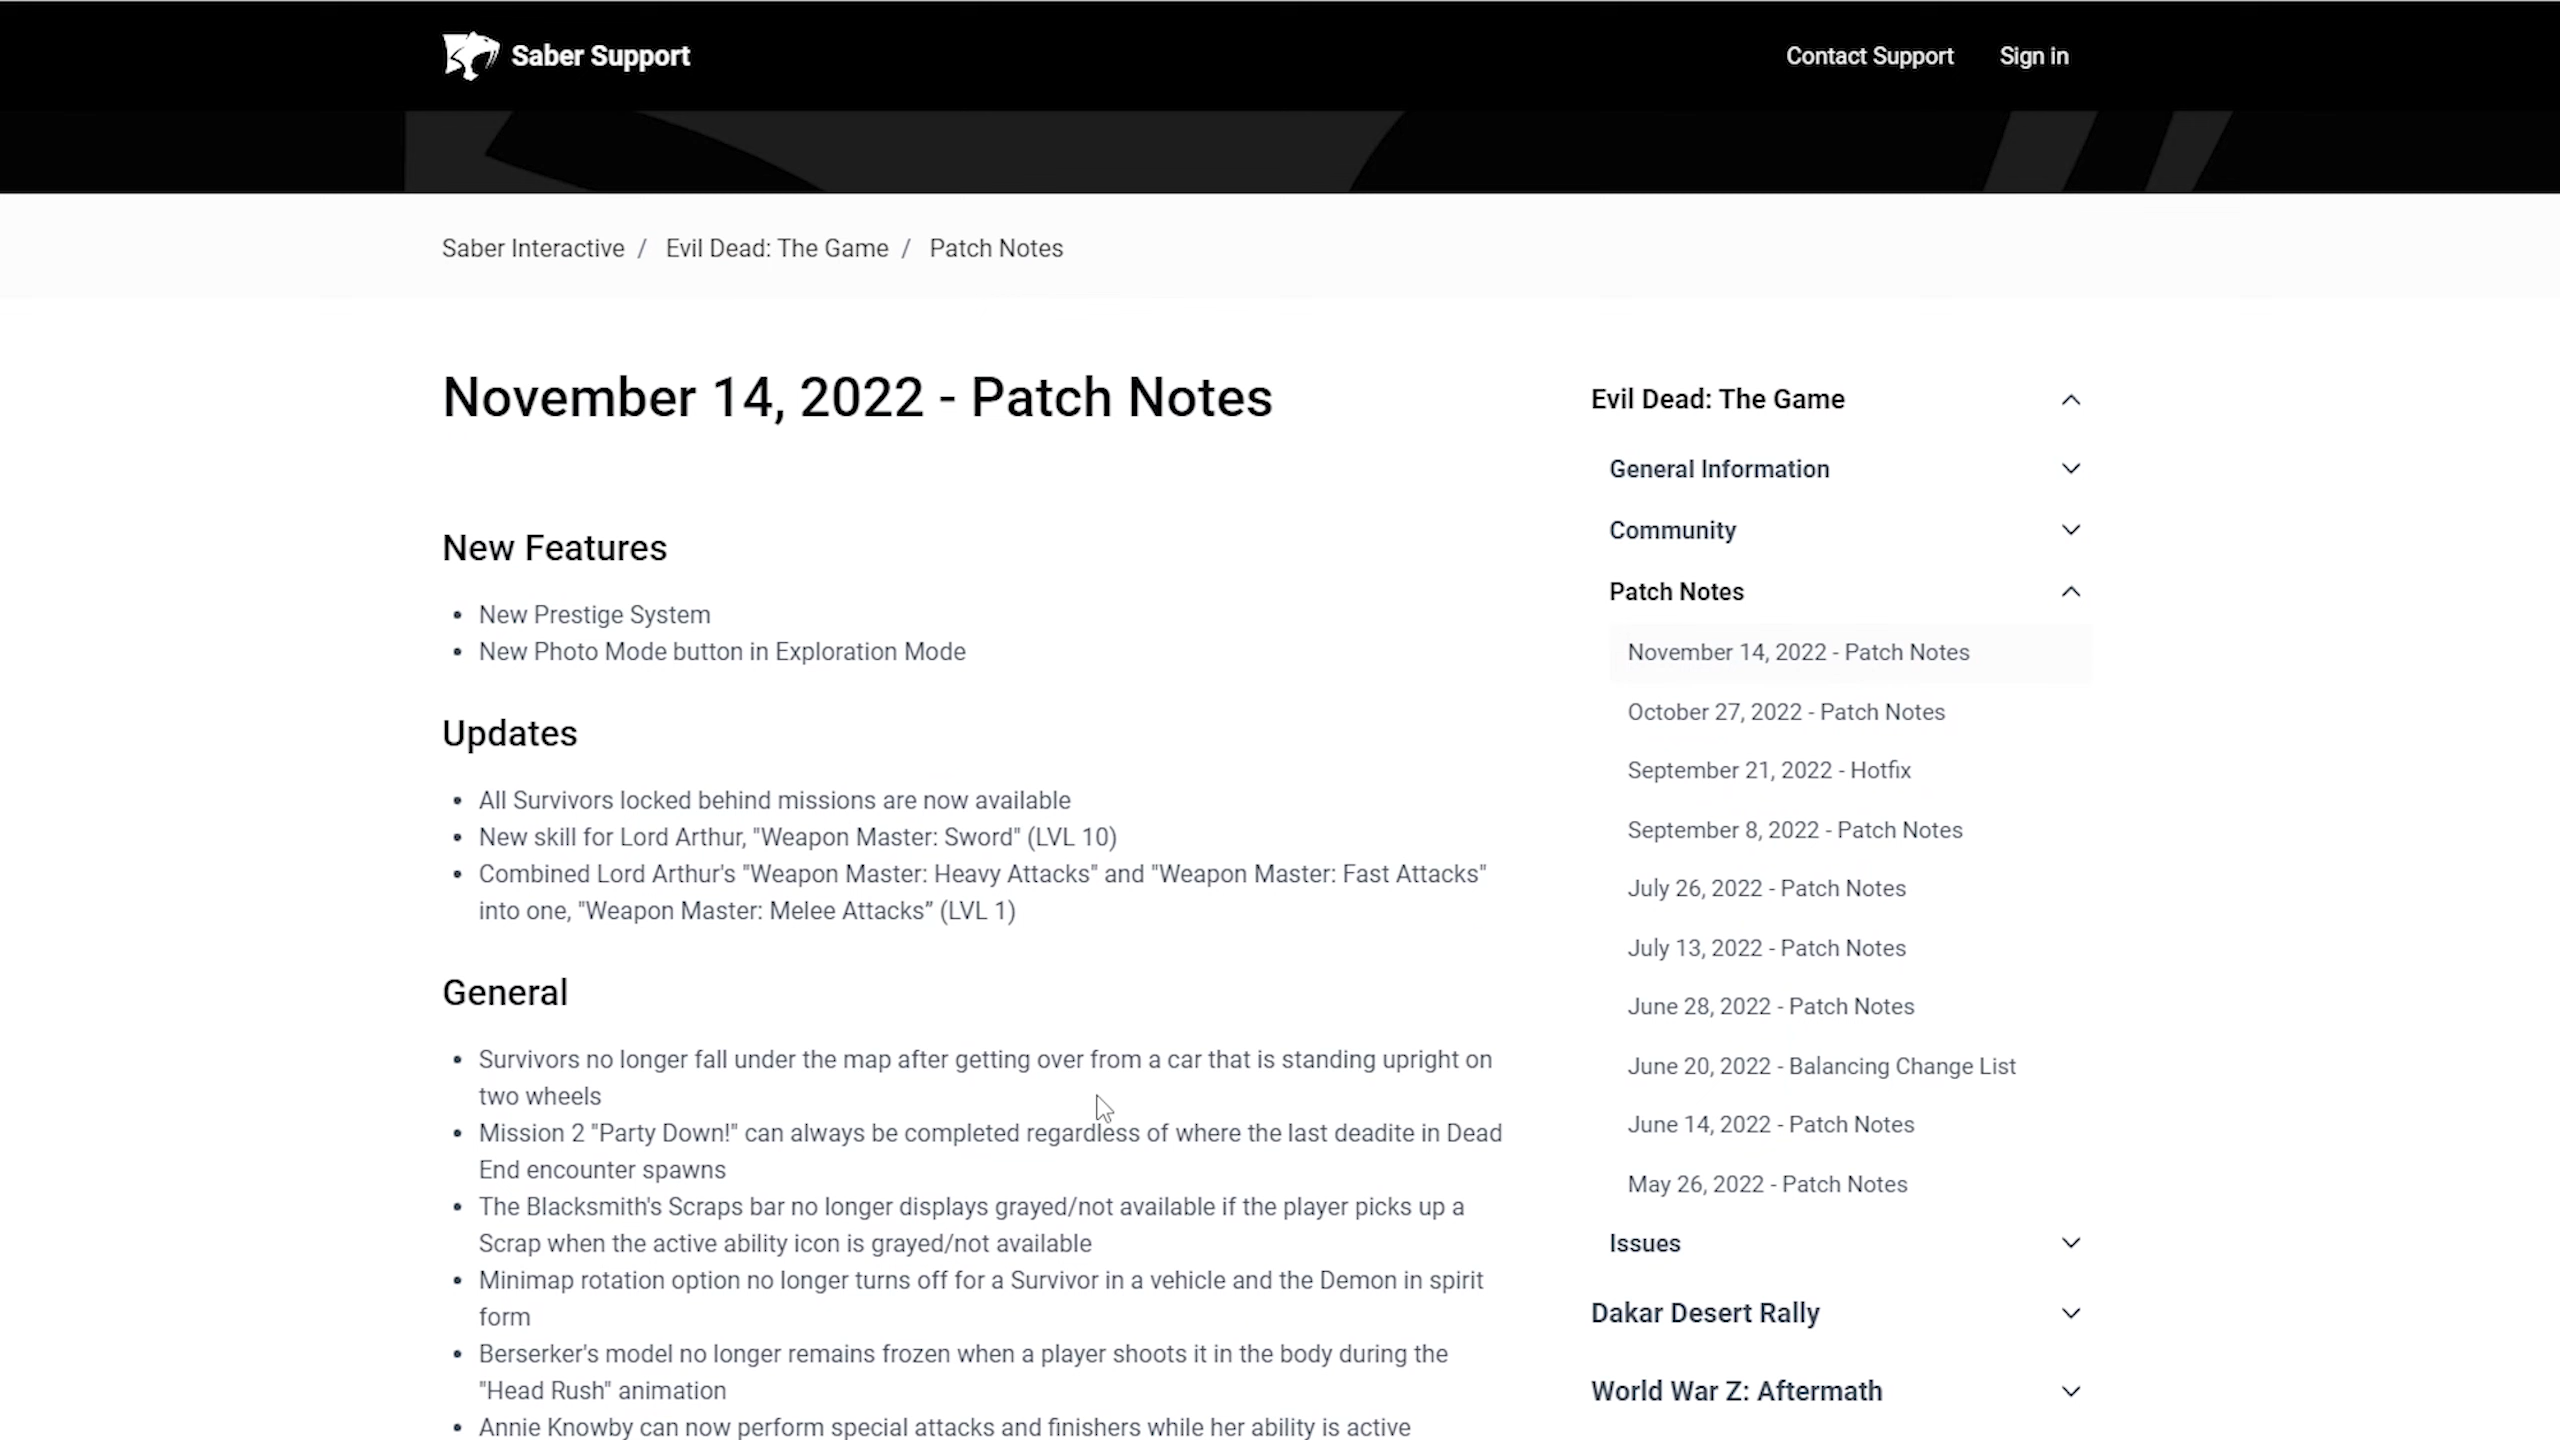 Saber Support
Contact Support
Sign in
Saber Interactive / Evil Dead: The Game / Patch Notes
November 14, 2022 - Patch Notes
New Features
• New Prestige System
• New Photo Mode button in Exploration Mode
Updates
• All Survivors locked behind missions are now available
• New skill for Lord Arthur, "Weapon Master: Sword" (LVL 10)
• Combined Lord Arthur's "Weapon Master: Heavy Attacks" and "Weapon Master: Fast Attacks"
into one, "Weapon Master: Melee Attacks” (LVL 1)
General
• Survivors no longer fall under the map after getting over from a car that is standing upright on
two wheels
• Mission 2 "Party Down!" can always be completed regardless of where the last deadite in Dead
End encounter spawns
• The Blacksmith's Scraps bar no longer displays grayed/not available if the player picks up a
Scrap when the active ability icon is grayed/not available
• Minimap rotation option no longer turns off for a Survivor in a vehicle and the Demon in spirit
form
• Berserker's model no longer remains frozen when a player shoots it in the body during the
"Head Rush" animation
• Annie Knowby can now perform special attacks and finishers while her ability is active
Evil Dead: The Game
General Information
Community
Patch Notes
November 14, 2022 - Patch Notes
October 27, 2022 - Patch Notes
September 21, 2022 - Hotfix
September 8, 2022 - Patch Notes
July 26, 2022 - Patch Notes
July 13, 2022 - Patch Notes
June 28, 2022 - Patch Notes
June 20, 2022 - Balancing Change List
June 14, 2022 - Patch Notes
May 26, 2022 - Patch Notes
Issues
Dakar Desert Rally
World War Z: Aftermath